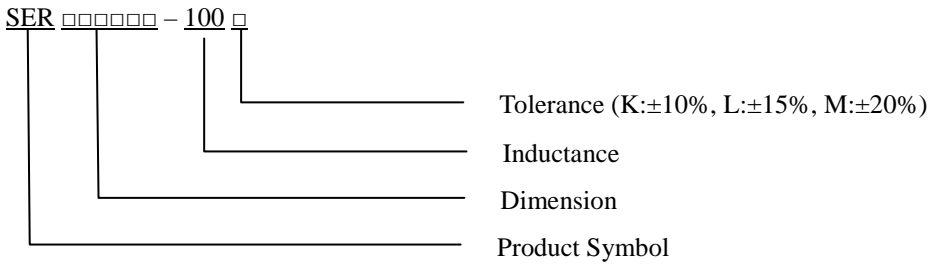 SER □□□□□□ – 100 □
Tolerance (K:±10%, L:±15%, M:±20%)
Inductance
Dimension
Product Symbol